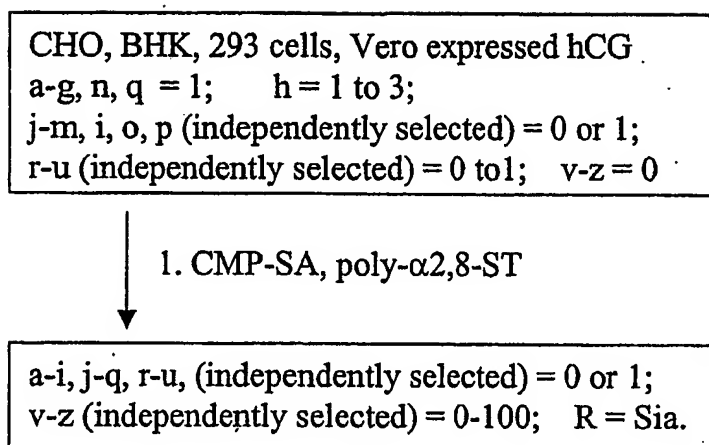 CHO, BHK, 293 cells, Vero expressed hCG
a-g, n, q = 1; h = 1 to 3;
j-m, i, o, p (independently selected) = 0 or 1;
r-u (independently selected) = 0 to1; v-z = 0
1. CMP-SA, poly-α2,8-ST
a-i, j-q, r-u, (independently selected) = 0 or 1;
v-z (independently selected) = 0-100; R = Sia.